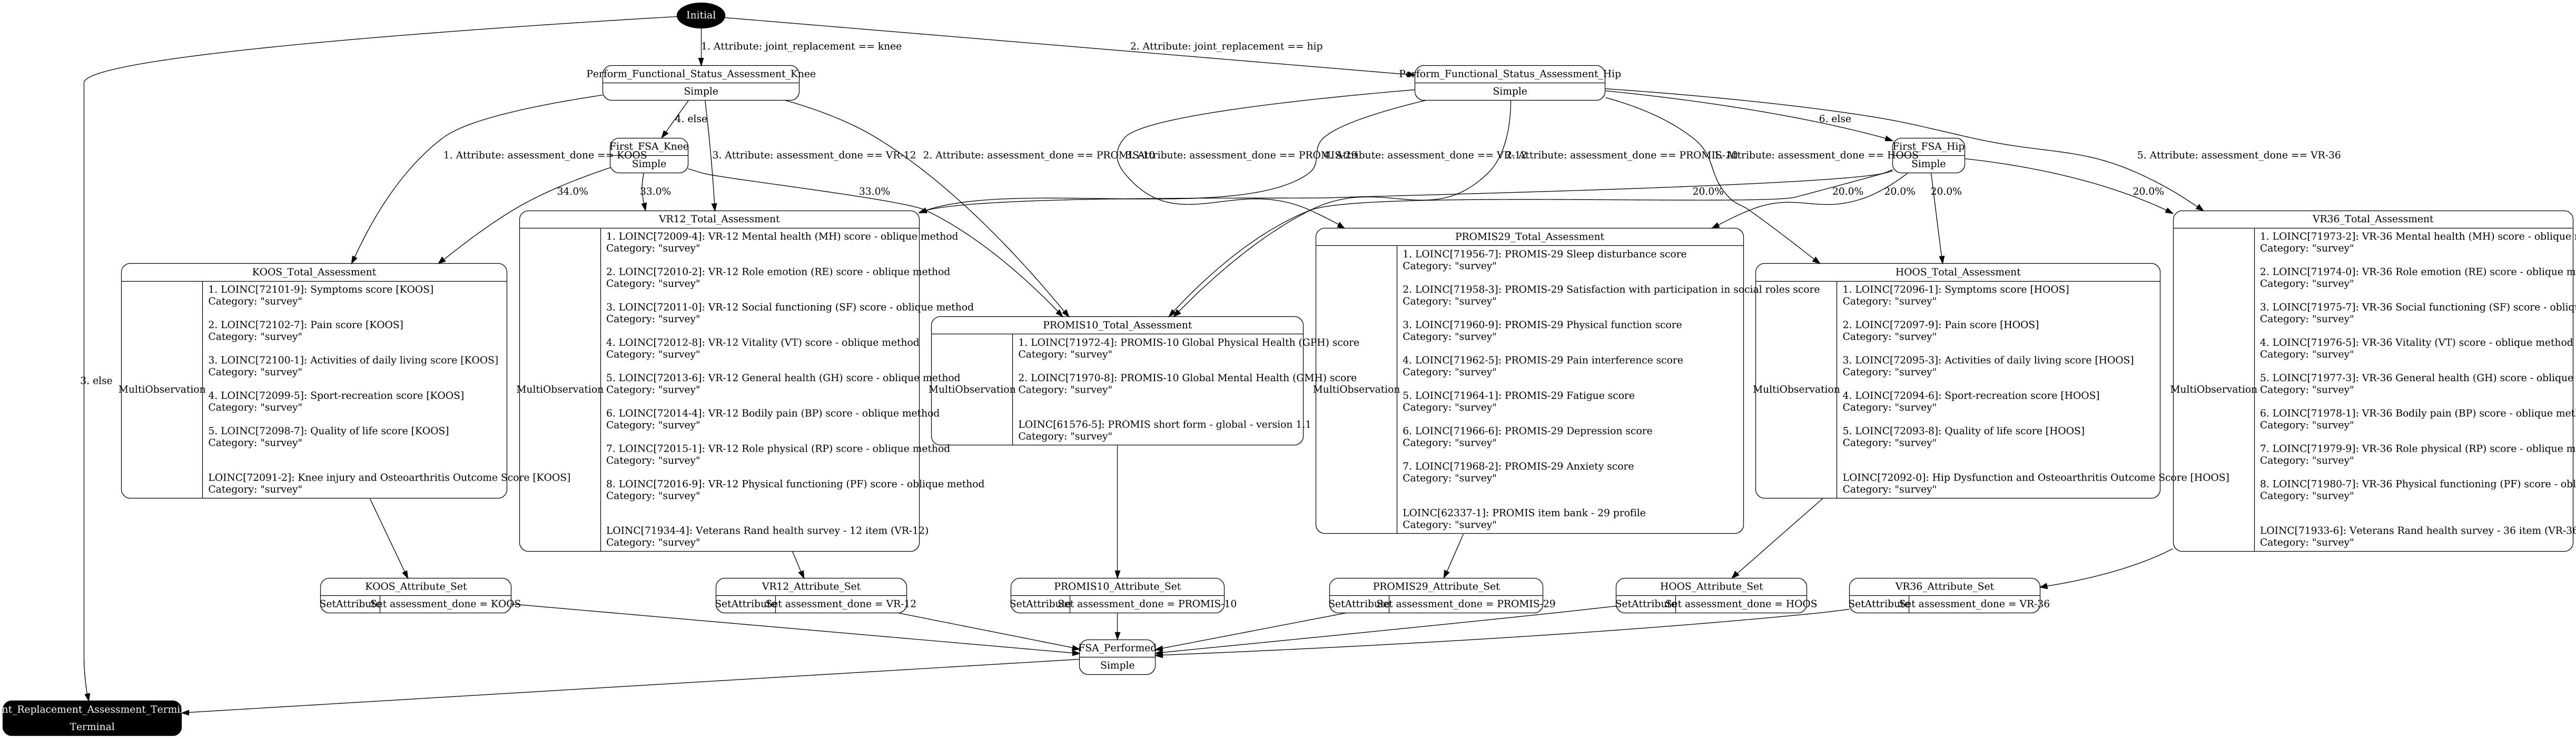 Initial
1. Attribute: joint_replacement == knee
2. Attribute: joint_replacement == hip
3. else
Perform_Functional_Status_Assessment_Knee
Simple
Perform_Functional_Status_Assessment_Hip
Simple
4. else
6. else
First_FSA_Knee
Simple
First_FSA_Hip
Simple
1. Attribute: assessment_done == KOOS
3. Attribute: assessment_done == VR-12
2. Attribute: assessment_done == PROMIS-10
3. Attribute: assessment_done == PROMIS-29
4. Attribute: assessment_done == VR-12
2. Attribute: assessment_done == PROMIS-10
1. Attribute: assessment_done == HOOS
5. Attribute: assessment_done == VR-36
34.0%
33.0%
33.0%
20.0%
20.0%
20.0%
20.0%
20.0%
KOOS_Total_Assessment
MultiObservation
1. LOINC[72101-9]: Symptoms score [KOOS]
Category: "survey"
2. LOINC[72102-7]: Pain score [KOOS]
Category: "survey"
3. LOINC[72100-1]: Activities of daily living score [KOOS]
Category: "survey"
4. LOINC[72099-5]: Sport-recreation score [KOOS]
Category: "survey"
5. LOINC[72098-7]: Quality of life score [KOOS]
Category: "survey"
LOINC[72091-2]: Knee injury and Osteoarthritis Outcome Score [KOOS]
Category: "survey"
VR12_Total_Assessment
MultiObservation
1. LOINC[72009-4]: VR-12 Mental health (MH) score - oblique method
Category: "survey"
2. LOINC[72010-2]: VR-12 Role emotion (RE) score - oblique method
Category: "survey"
3. LOINC[72011-0]: VR-12 Social functioning (SF) score - oblique method
Category: "survey"
4. LOINC[72012-8]: VR-12 Vitality (VT) score - oblique method
Category: "survey"
5. LOINC[72013-6]: VR-12 General health (GH) score - oblique method
Category: "survey"
6. LOINC[72014-4]: VR-12 Bodily pain (BP) score - oblique method
Category: "survey"
7. LOINC[72015-1]: VR-12 Role physical (RP) score - oblique method
Category: "survey"
8. LOINC[72016-9]: VR-12 Physical functioning (PF) score - oblique method
Category: "survey"
LOINC[71934-4]: Veterans Rand health survey - 12 item (VR-12)
Category: "survey"
PROMIS10_Total_Assessment
MultiObservation
1. LOINC[71972-4]: PROMIS-10 Global Physical Health (GPH) score
Category: "survey"
2. LOINC[71970-8]: PROMIS-10 Global Mental Health (GMH) score
Category: "survey"
LOINC[61576-5]: PROMIS short form - global - version 1.1
Category: "survey"
PROMIS29_Total_Assessment
MultiObservation
1. LOINC[71956-7]: PROMIS-29 Sleep disturbance score
Category: "survey"
2. LOINC[71958-3]: PROMIS-29 Satisfaction with participation in social roles score
Category: "survey"
3. LOINC[71960-9]: PROMIS-29 Physical function score
Category: "survey"
4. LOINC[71962-5]: PROMIS-29 Pain interference score
Category: "survey"
5. LOINC[71964-1]: PROMIS-29 Fatigue score
Category: "survey"
6. LOINC[71966-6]: PROMIS-29 Depression score
Category: "survey"
7. LOINC[71968-2]: PROMIS-29 Anxiety score
Category: "survey"
LOINC[62337-1]: PROMIS item bank - 29 profile
Category: "survey"
HOOS_Total_Assessment
MultiObservation
1. LOINC[72096-1]: Symptoms score [HOOS]
Category: "survey"
2. LOINC[72097-9]: Pain score [HOOS]
Category: "survey"
3. LOINC[72095-3]: Activities of daily living score [HOOS]
Category: "survey"
4. LOINC[72094-6]: Sport-recreation score [HOOS]
Category: "survey"
5. LOINC[72093-8]: Quality of life score [HOOS]
Category: "survey"
LOINC[72092-0]: Hip Dysfunction and Osteoarthritis Outcome Score [HOOS]
Category: "survey"
VR36_Total_Assessment
MultiObservation
1. LOINC[71973-2]: VR-36 Mental health (MH) score - oblique
Category: "survey"
2. LOINC[71974-0]: VR-36 Role emotion (RE) score - oblique m
Category: "survey"
3. LOINC[71975-7]: VR-36 Social functioning (SF) score - obliq
Category: "survey"
4. LOINC[71976-5]: VR-36 Vitality (VT) score - oblique method
Category: "survey"
5. LOINC[71977-3]: VR-36 General health (GH) score - oblique
Category: "survey"
6. LOINC[71978-1]: VR-36 Bodily pain (BP) score - oblique met
Category: "survey"
7. LOINC[71979-9]: VR-36 Role physical (RP) score - oblique m
Category: "survey"
8. LOINC[71980-7]: VR-36 Physical functioning (PF) score - obl
Category: "survey"
LOINC[71933-6]: Veterans Rand health survey - 36 item (VR-36
Category: "survey"
KOOS_Attribute_Set
SetAttribute
Set assessment_done = KOOS
VR12_Attribute_Set
SetAttribute
Set assessment_done = VR-12
PROMIS10_Attribute_Set
SetAttribute
Set assessment_done = PROMIS-10
PROMIS29_Attribute_Set
SetAttribute
Set assessment_done = PROMIS-29
HOOS_Attribute_Set
SetAttribute
Set assessment_done = HOOS
VR36_Attribute_Set
SetAttribute
Set assessment_done = VR-36
FSA_Performed
Simple
nt_Replacement_Assessment_Termi
Terminal